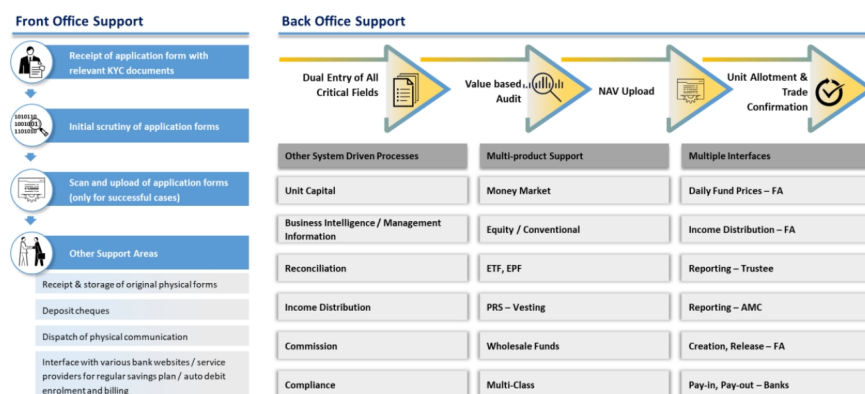 Front Office Support
Receipt of application form with
relevant KYC documents
1010110
1001001
1101010
Initial scrutiny of application forms
Scan and upload of application forms
(only for successful cases)
Other Support Areas
Receipt & storage of original physical forms
Deposit cheques
Dispatch of physical communication
Interface with various bank websites / service
providers for regular savings plan / auto debit
enrolment and billing
Back Office Support
Dual Entry of All
Critical Fields
Value based
Audit
NAV Upload
Unit Allotment &
Trade
Confirmation
Other System Driven Processes
Unit Capital
Business Intelligence / Management
Information
Reconciliation
Income Distribution
Commission
Compliance
Multi-product Support
Money Market
Equity / Conventional
ETF, EPF
PRS – Vesting
Wholesale Funds
Multi-Class
Multiple Interfaces
Daily Fund Prices – FA
Income Distribution – FA
Reporting – Trustee
Reporting – AMC
Creation, Release – FA
Pay-in, Pay-out – Banks